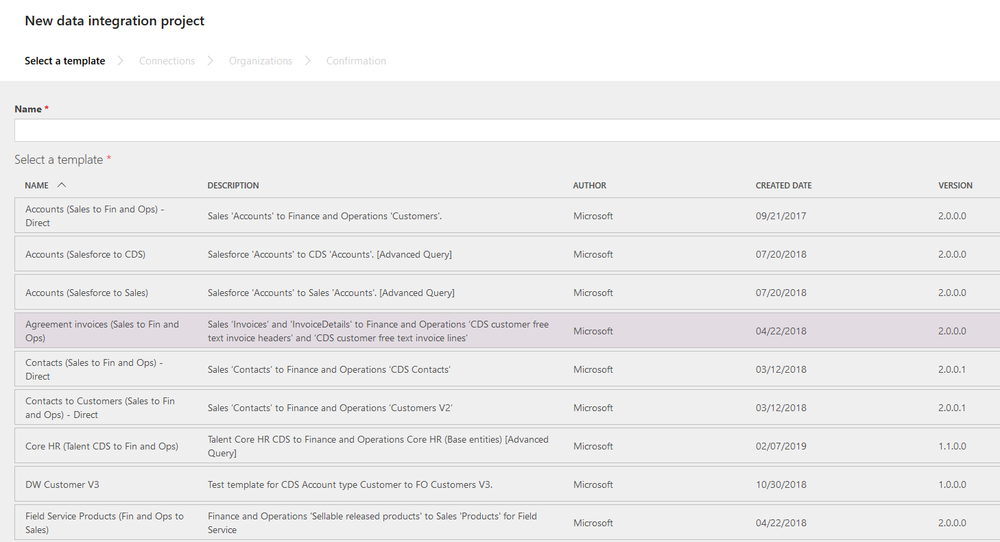 New data integration project
Select a template
Connections
Organizations
Confirmation
Name *
Select a template *
NAME DESCRIPTION AUTHOR CREATED DATE VERSION
Accounts (Sales to Fin and Ops) -
Direct
Sales 'Accounts' to Finance and Operations 'Customers'.
Microsoft
09/21/2017
2.0.0.0
Accounts (Salesforce to CDS)
Salesforce 'Accounts' to CDS 'Accounts'. [Advanced Query]
Microsoft
07/20/2018
2.0.0.0
Accounts (Salesforce to Sales)
Salesforce 'Accounts' to Sales 'Accounts'. [Advanced Query]
Microsoft
07/20/2018
2.0.0.0
Agreement invoices (Sales to Fin and
Ops)
Sales ‘Invoices’ and 'InvoiceDetails' to Finance and Operations ‘CDS customer free
text invoice headers’ and ‘CDS customer free text invoice lines’
Microsoft
04/22/2018
2.0.0.0
Contacts (Sales to Fin and Ops) -
Direct
Sales ‘Contacts’ to Finance and Operations ‘CDS Contacts’
Microsoft
03/12/2018
2.0.0.1
Contacts to Customers (Sales to Fin
and Ops) - Direct
Sales ‘Contacts’ to Finance and Operations ‘Customers V2’
Microsoft
03/12/2018
2.0.0.1
Core HR (Talent CDS to Fin and Ops)
Talent Core HR CDS to Finance and Operations Core HR (Base entities) [Advanced
Query]
Microsoft
02/07/2019
1.1.0.0
DW Customer V3
Test template for CDS Account type Customer to FO Customers V3.
Microsoft
10/30/2018
1.0.0.0
Field Service Products (Fin and Ops to
Sales)
Finance and Operations 'Sellable released products' to Sales 'Products' for Field
Service
Microsoft
04/22/2018
2.0.0.0